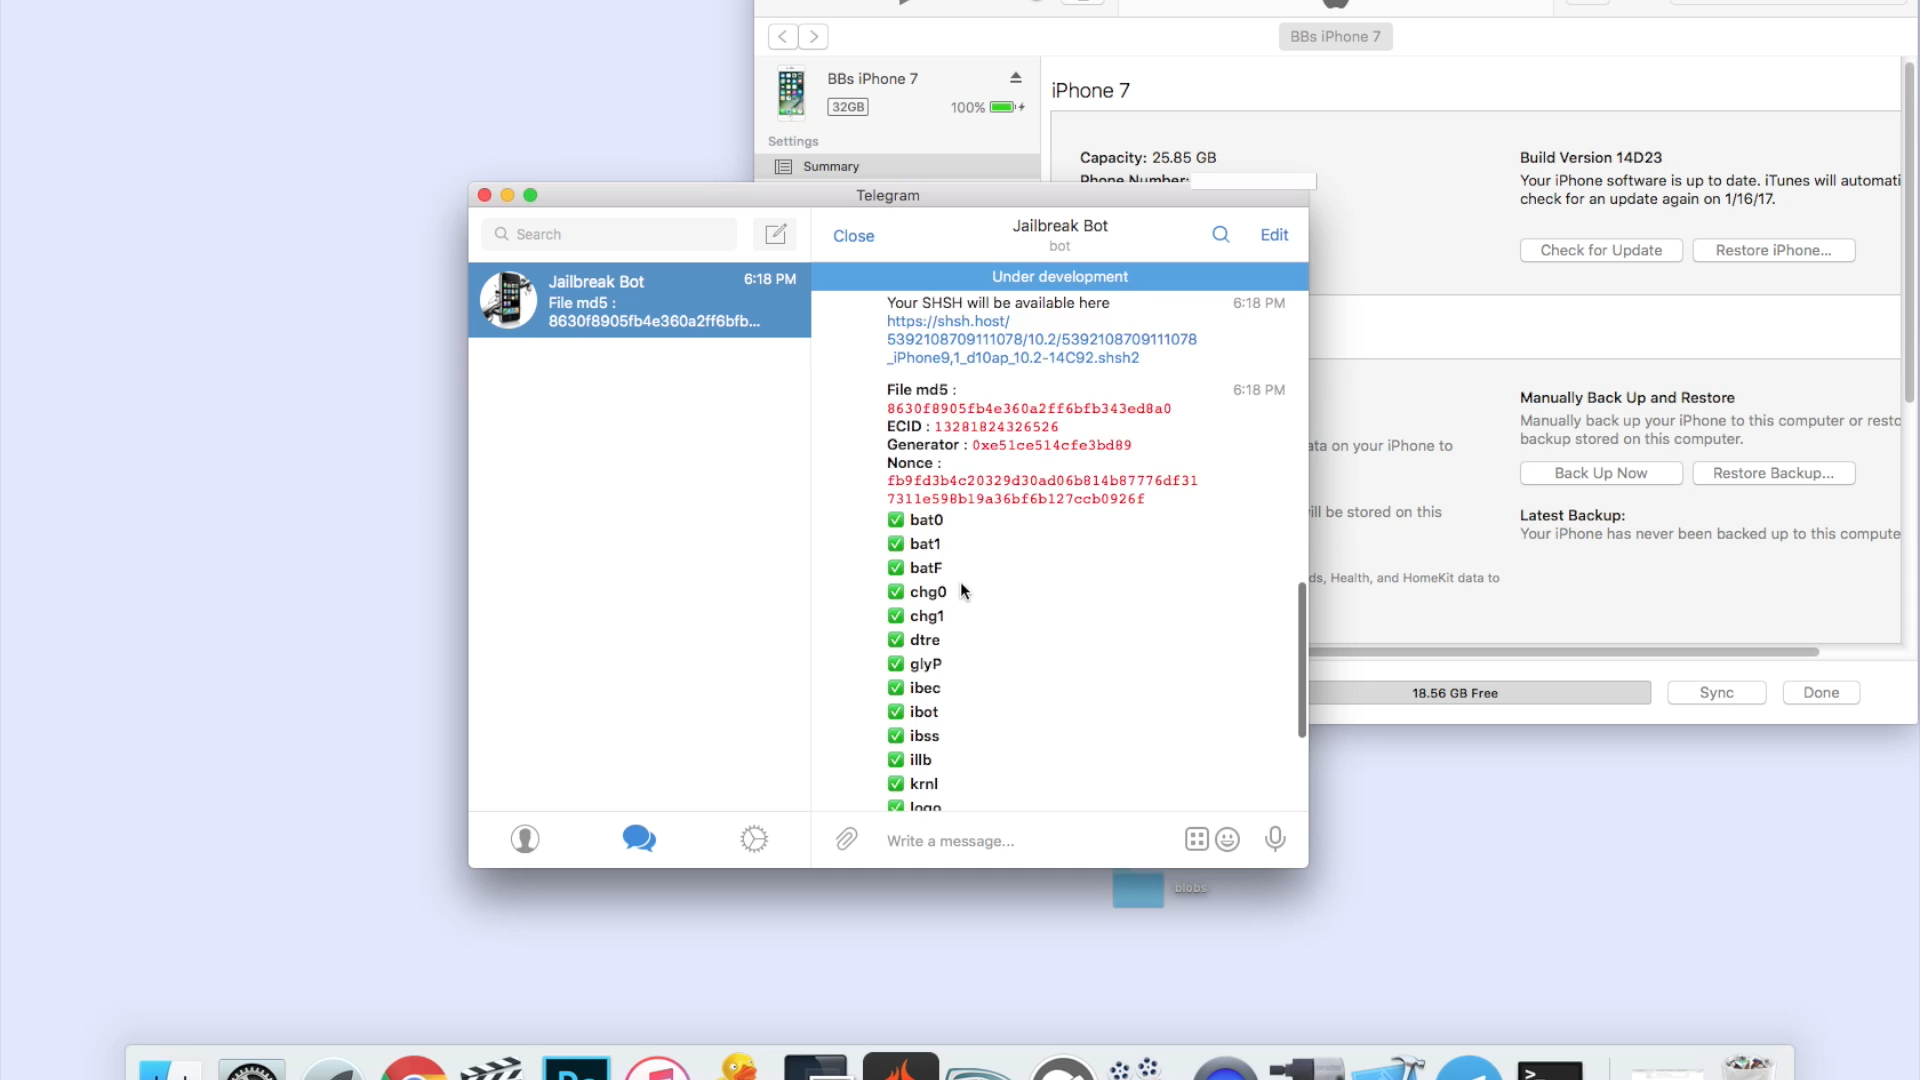 BBs iPhone 7
BBs iPhone 7
32GB
100%
Settings
Summary
iPhone 7
Capacity: 25.85 GB
Phone Number:
Build Version 14D23
Your iPhone software is up to date. iTunes will automati
check for an update again on 1/16/17.
Check for Update
Restore iPhone...
Telegram
Search
Close
Jailbreak Bot
bot
Edit
Jailbreak Bot
6:18 PM
File md5 :
8630f8905fb4e360a2ff6bfb...
Under development
Your SHSH will be available here
6:18 PM
https://shsh.host/
5392108709111078/10.2/5392108709111078
_iPhone9,1_d10ap_10.2-14C92.shsh2
File md5 :
6:18 PM
8630f8905fb4e360a2ff6bfb343ed8a0
ECID : 13281824326526
Generator : 0xe51ce514cfe3bd89
Nonce :
fb9fd3b4c20329d30ad06b814b87776df31
7311e598b19a36bf6b127ccb0926f
✅ bat0
✅ bat1
✅ batF
✅ chg0
✅ chg1
✅ dtre
✅ glyP
✅ ibec
✅ ibot
✅ ibss
✅ illb
✅ krnl
✅ logo
Write a message...
Manually Back Up and Restore
Manually back up your iPhone to this computer or resto
backup stored on this computer.
Back Up Now
Restore Backup...
Latest Backup:
Your iPhone has never been backed up to this compute
ata on your iPhone to
ill be stored on this
ds, Health, and HomeKit data to
18.56 GB Free
Sync
Done
blobs